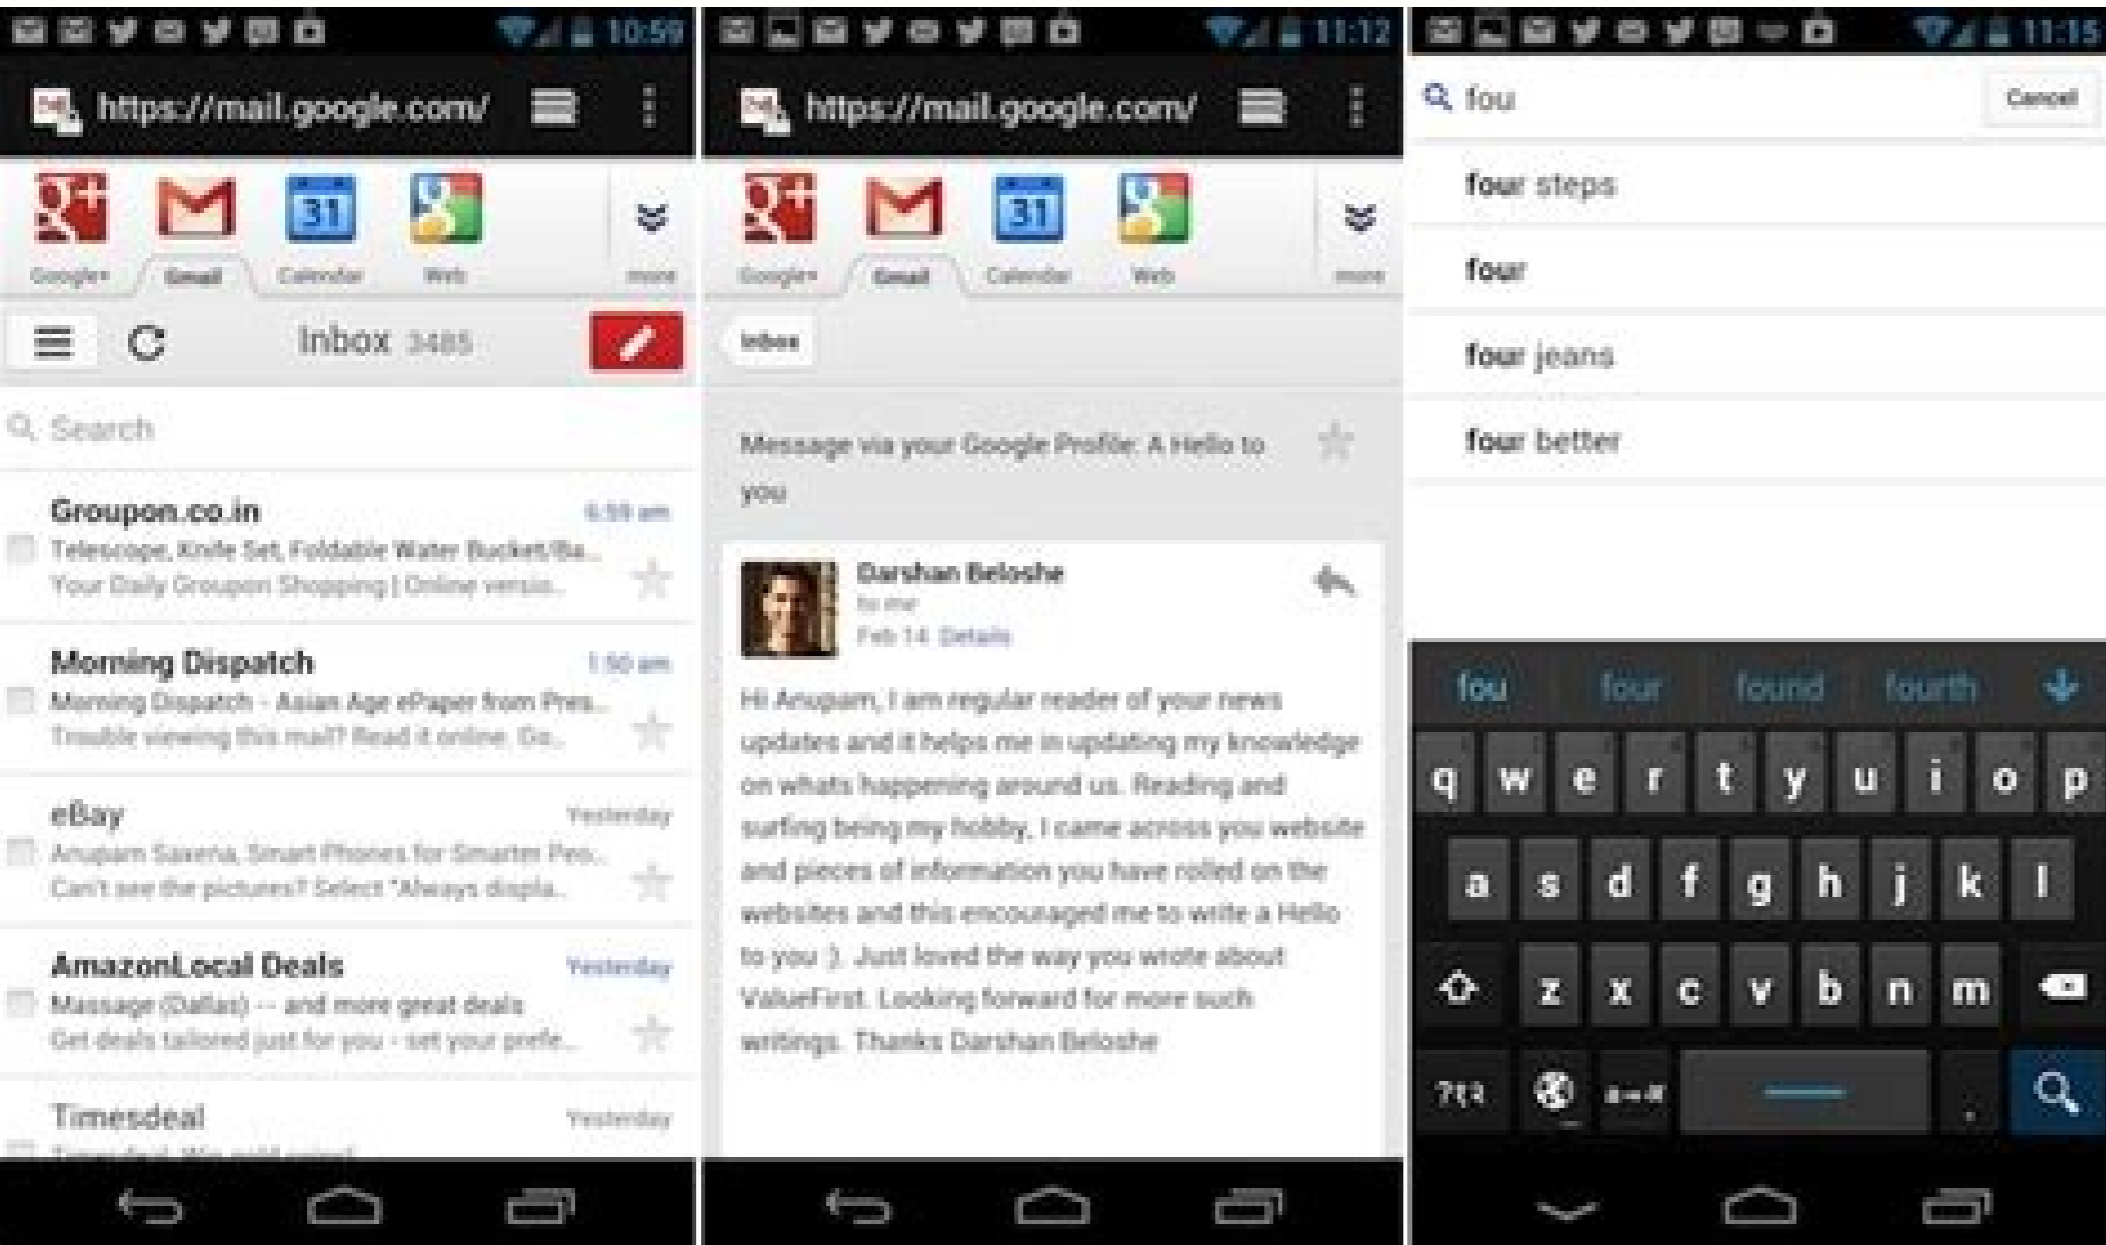 10:59
https://mail.google.com/
31
Google+ Gmail Calendar Web more
Inbox 3485
Search
Groupon.co.in 6:59 am
Telescope, Knife Set, Foldable Water Bucket/Ba...
Your Daily Groupon Shopping | Online versio...
Morning Dispatch 1:50 am
Morning Dispatch - Asian Age ePaper from Pres...
Trouble viewing this mail? Read it online. Go...
eBay Yesterday
Anupam Saxena, Smart Phones for Smarter Peo...
Can't see the pictures? Select "Always displa...
AmazonLocal Deals Yesterday
Massage (Dallas) -- and more great deals
Get deals tailored just for you - set your prefe...
Timesdeal Yesterday
11:12
https://mail.google.com/
31
Google+ Gmail Calendar Web more
Inbox
Message via your Google Profile: A Hello to
you
Darshan Beloshe
to me
Feb 14 Details
Hi Anupam, I am regular reader of your news
updates and it helps me in updating my knowledge
on whats happening around us. Reading and
surfing being my hobby, I came across you website
and pieces of information you have rolled on the
websites and this encouraged me to write a Hello
to you :). Just loved the way you wrote about
ValueFirst. Looking forward for more such
writings. Thanks Darshan Beloshe
11:15
fou Cancel
four steps
four
four jeans
four better
fou four found fourth
q w e r t y u i o p
a s d f g h j k l
z x c v b n m
.